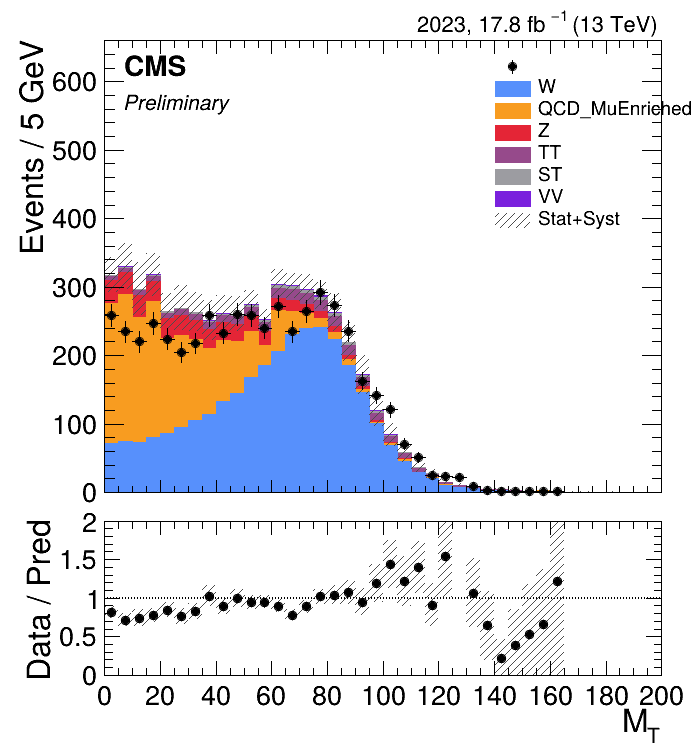 2023, 17.8 fb⁻¹ (13 TeV)
CMS
Preliminary
W
QCD_MuEnriched
Z
TT
ST
VV
Stat+Syst
Events / 5 GeV
600
500
400
300
200
100
0
Data / Pred
2
1.5
1
0.5
0
0 20 40 60 80 100 120 140 160 180 200
M_T